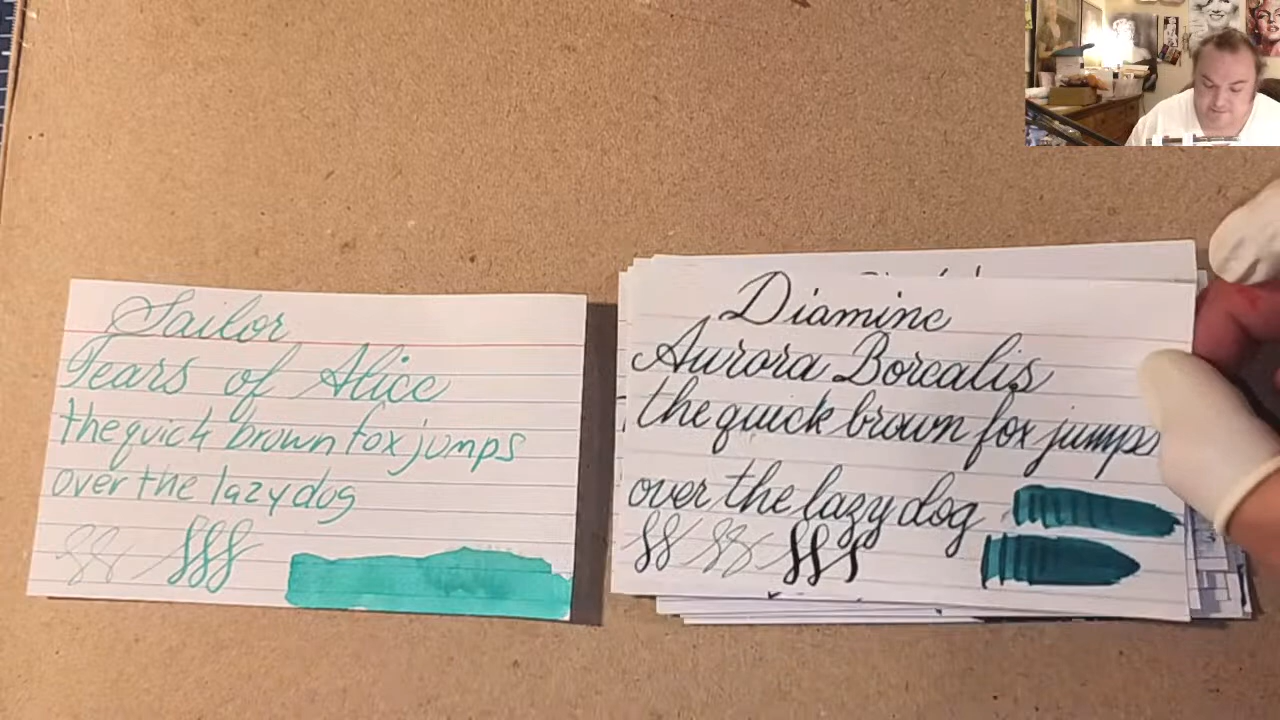 Sailor
Tears of Alice
the quick brown fox jumps
over the lazy dog
Diamine
Aurora Borealis
the quick brown fox jumps
over the lazy dog